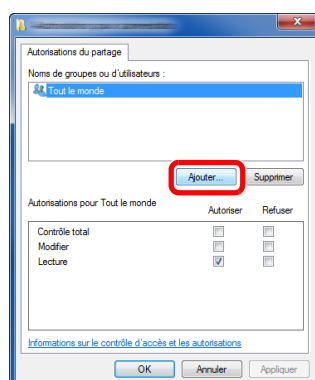 Autorisations du partage
Noms de groupes ou d'utilisateurs :
Tout le monde
Ajouter... Supprimer
Autorisations pour Tout le monde Autoriser Refuser
Contrôle total
Modifier
Lecture
Informations sur le contrôle d'accès et les autorisations
OK Annuler Appliquer